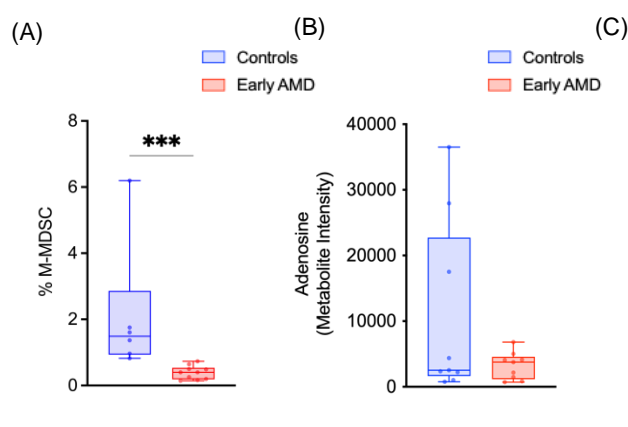 (A)
(B)
(C)
Controls
Early AMD
Controls
Early AMD
***
8
6
4
2
0
% M-MDSC
40000
30000
20000
10000
0
Adenosine
(Metabolite Intensity)